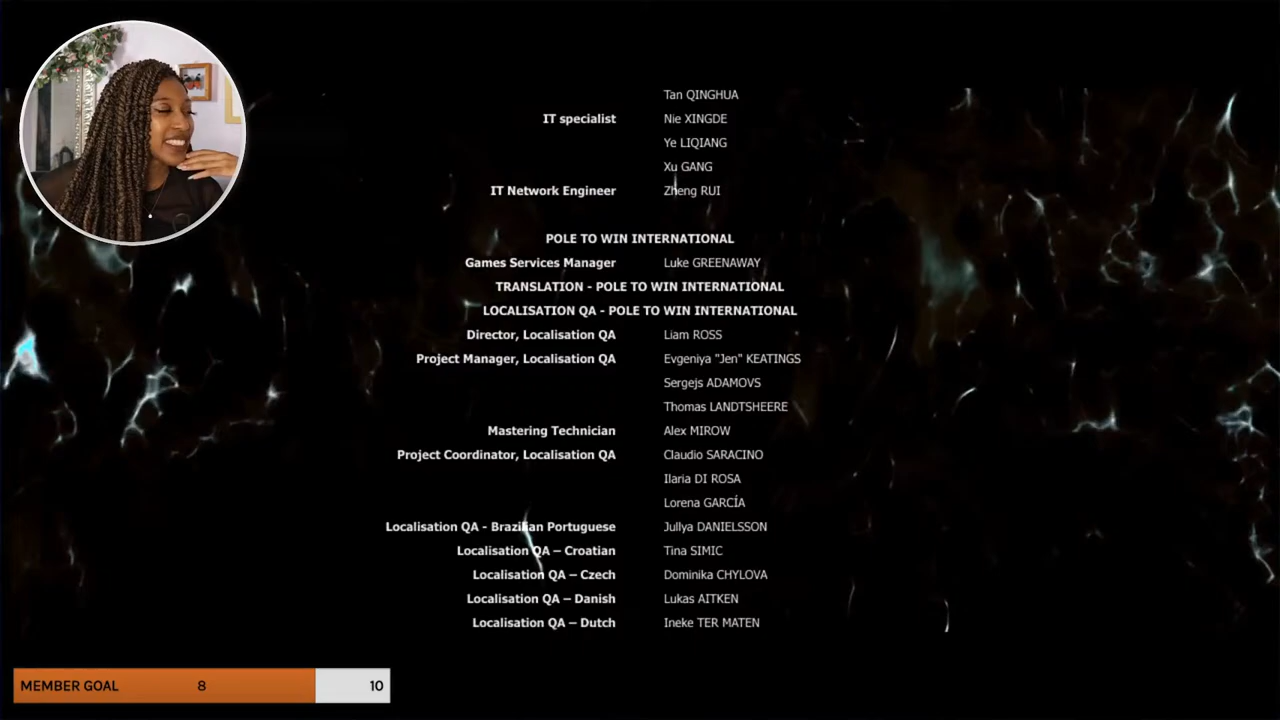 Tan QINGHUA
IT specialist Nie XINGDE
Ye LIQIANG
Xu GANG
IT Network Engineer Zheng RUI
POLE TO WIN INTERNATIONAL
Games Services Manager Luke GREENAWAY
TRANSLATION - POLE TO WIN INTERNATIONAL
LOCALISATION QA - POLE TO WIN INTERNATIONAL
Director, Localisation QA Liam ROSS
Project Manager, Localisation QA Evgeniya "Jen" KEATINGS
Sergejs ADAMOVS
Thomas LANDTSHEERE
Mastering Technician Alex MIROW
Project Coordinator, Localisation QA Claudio SARACINO
Ilaria DI ROSA
Lorena GARCÍA
Localisation QA - Brazilian Portuguese Jullya DANIELSSON
Localisation QA – Croatian Tina SIMIC
Localisation QA – Czech Dominika CHYLOVA
Localisation QA – Danish Lukas AITKEN
Localisation QA – Dutch Ineke TER MATEN
MEMBER GOAL 8 10